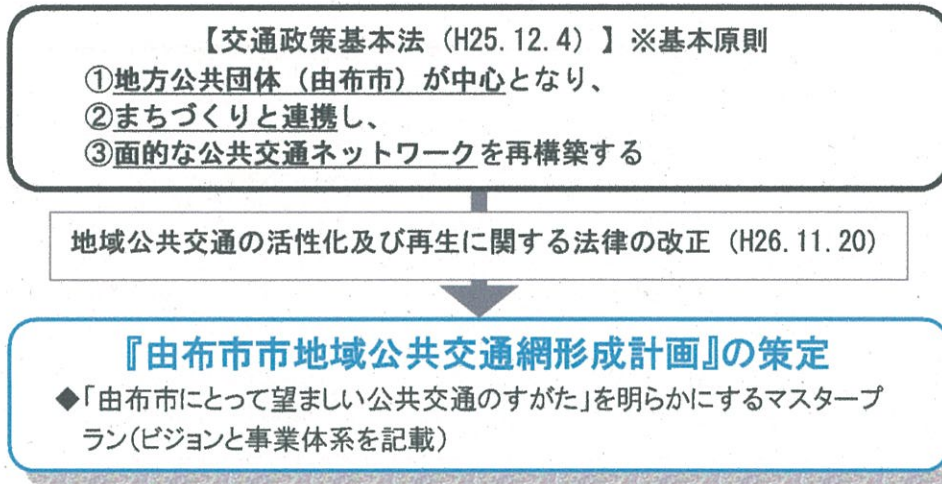 【交通政策基本法（H25.12.4）】※基本原則
①地方公共団体（由布市）が中心となり、
②まちづくりと連携し、
③面的な公共交通ネットワークを再構築する
地域公共交通の活性化及び再生に関する法律の改正（H26.11.20）
『由布市市地域公共交通網形成計画』の策定
◆「由布市にとって望ましい公共交通のすがた」を明らかにするマスタープ
ラン（ビジョンと事業体系を記載）